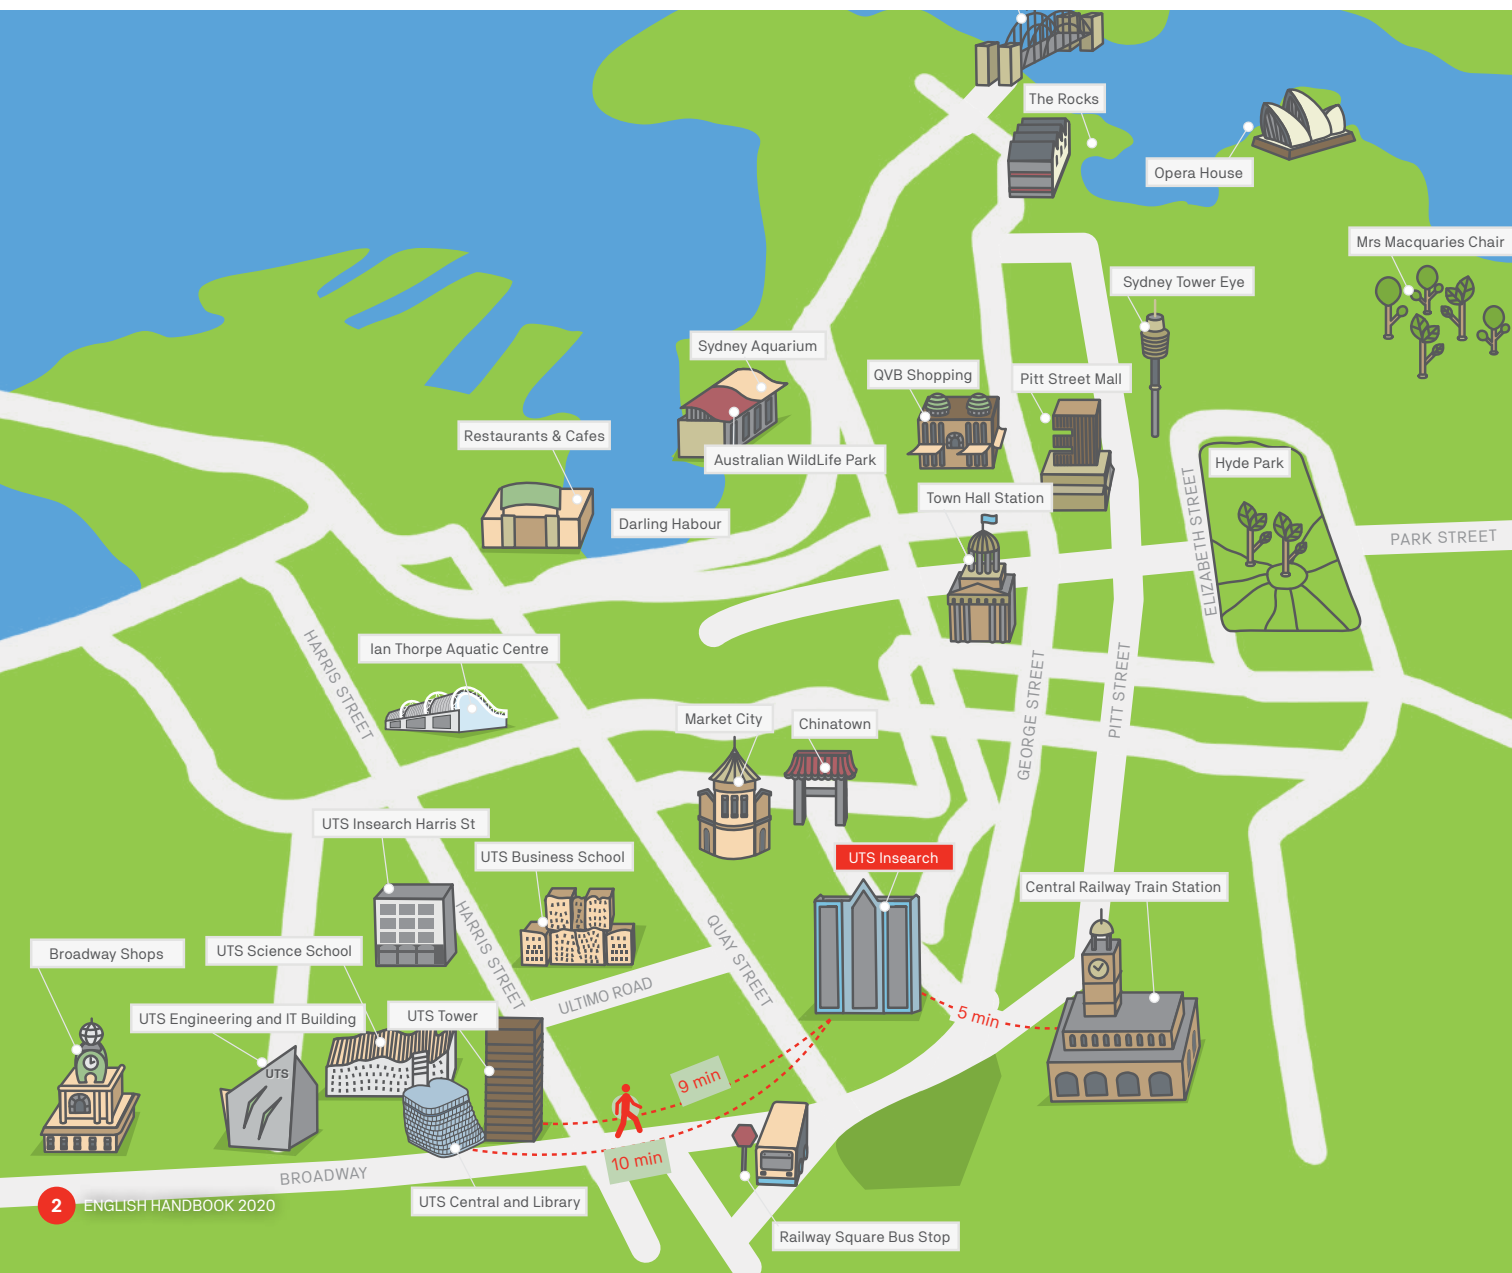 The Rocks
Opera House
Mrs Macquaries Chair
Sydney Tower Eye
Sydney Aquarium
QVB Shopping
Pitt Street Mall
Restaurants & Cafes
Australian WildLife Park
Hyde Park
Town Hall Station
Darling Habour
ELIZABETH STREET
PARK STREET
HARRIS STREET
Ian Thorpe Aquatic Centre
GEORGE STREET
PITT STREET
Market City
Chinatown
UTS Insearch Harris St
UTS Business School
UTS Insearch
Central Railway Train Station
HARRIS STREET
QUAY STREET
Broadway Shops
UTS Science School
ULTIMO ROAD
UTS Engineering and IT Building
UTS Tower
5 min
UTS
9 min
10 min
BROADWAY
UTS Central and Library
2 ENGLISH HANDBOOK 2020
Railway Square Bus Stop